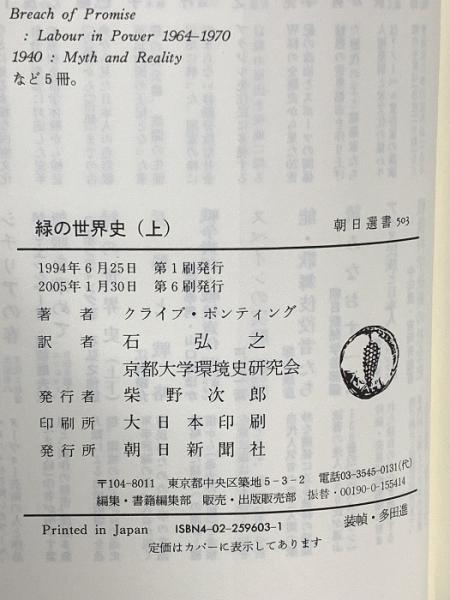 Breach of Promise
: Labour in Power 1964–1970
1940 : Myth and Reality
など5冊。
緑の世界史（上）
朝日選書 503
1994年6月25日 第1刷発行
2005年1月30日 第6刷発行
著者 クライブ・ポンティング
訳者 石弘之
京都大学環境史研究会
発行者 柴野次郎
印刷所 大日本印刷
発行所 朝日新聞社
〒104-8011 東京都中央区築地5-3-2 電話03-3545-0131(代)
編集・書籍編集部 販売・出版販売部 振替・00190-0-155414
Printed in Japan ISBN4-02-259603-1 装幀・多田進
定価はカバーに表示してあります